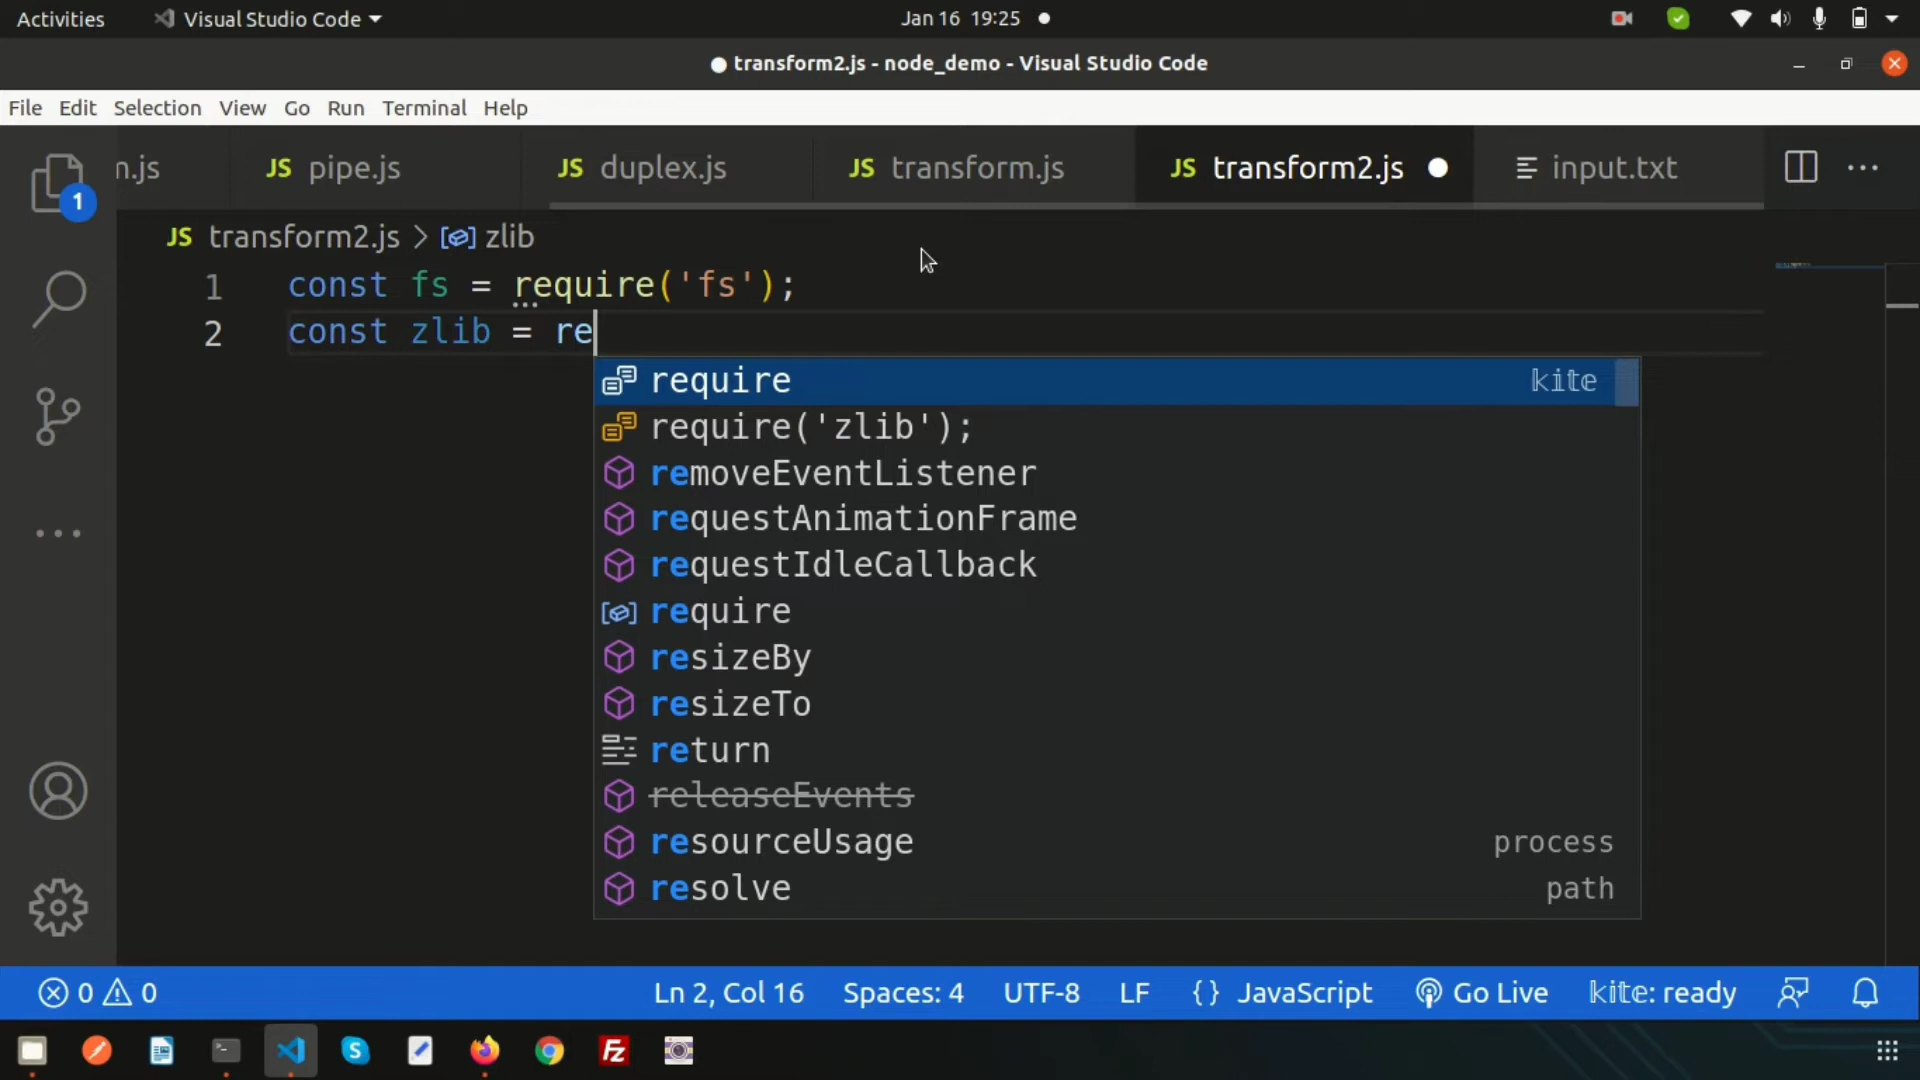 Activities Visual Studio Code Jan 16 19:25
transform2.js - node_demo - Visual Studio Code
File Edit Selection View Go Run Terminal Help
m.js JS pipe.js JS duplex.js JS transform.js JS transform2.js input.txt
1
JS transform2.js > zlib
1 const fs = require('fs');
2 const zlib = re
require kite
require('zlib');
removeEventListener
requestAnimationFrame
requestIdleCallback
require
resizeBy
resizeTo
return
releaseEvents
resourceUsage process
resolve path
0 0 Ln 2, Col 16 Spaces: 4 UTF-8 LF {} JavaScript Go Live kite: ready